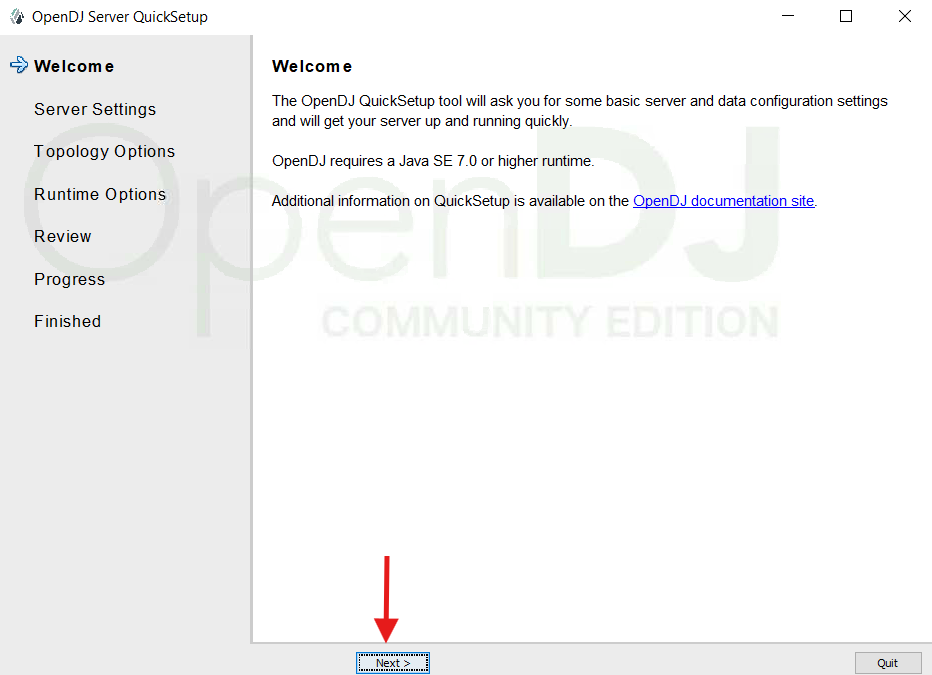 OpenDJ Server QuickSetup
Welcome
Server Settings
Topology Options
Runtime Options
Review
Progress
Finished
Welcome
The OpenDJ QuickSetup tool will ask you for some basic server and data configuration settings
and will get your server up and running quickly.
OpenDJ requires a Java SE 7.0 or higher runtime.
Additional information on QuickSetup is available on the OpenDJ documentation site.
OpenDJ
COMMUNITY EDITION
Next >
Quit